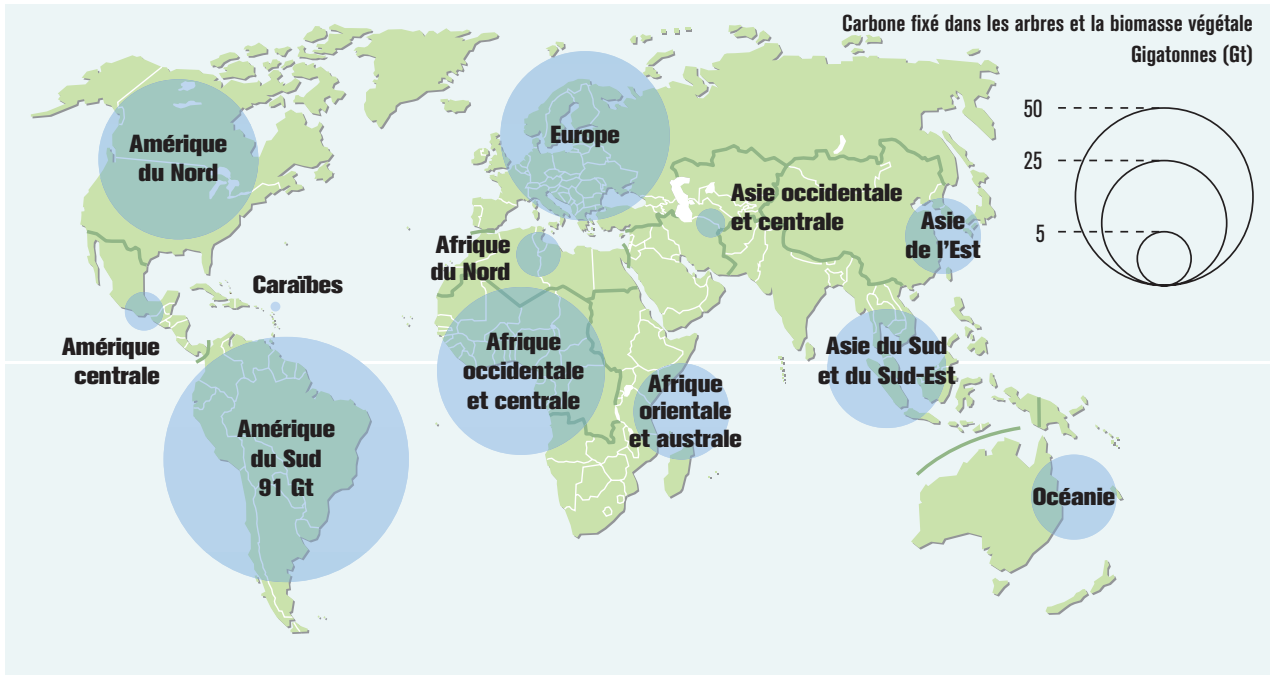 Carbone fixé dans les arbres et la biomasse végétale
Gigatonnes (Gt)
50
25
5
Amérique
du Nord
Europe
Asie occidentale
et centrale
Asie
de l'Est
Afrique
du Nord
Caraïbes
Amérique
centrale
Afrique
occidentale
et centrale
Asie du Sud
et du Sud-Est
Afrique
orientale
et australe
Amérique
du Sud
91 Gt
Océanie